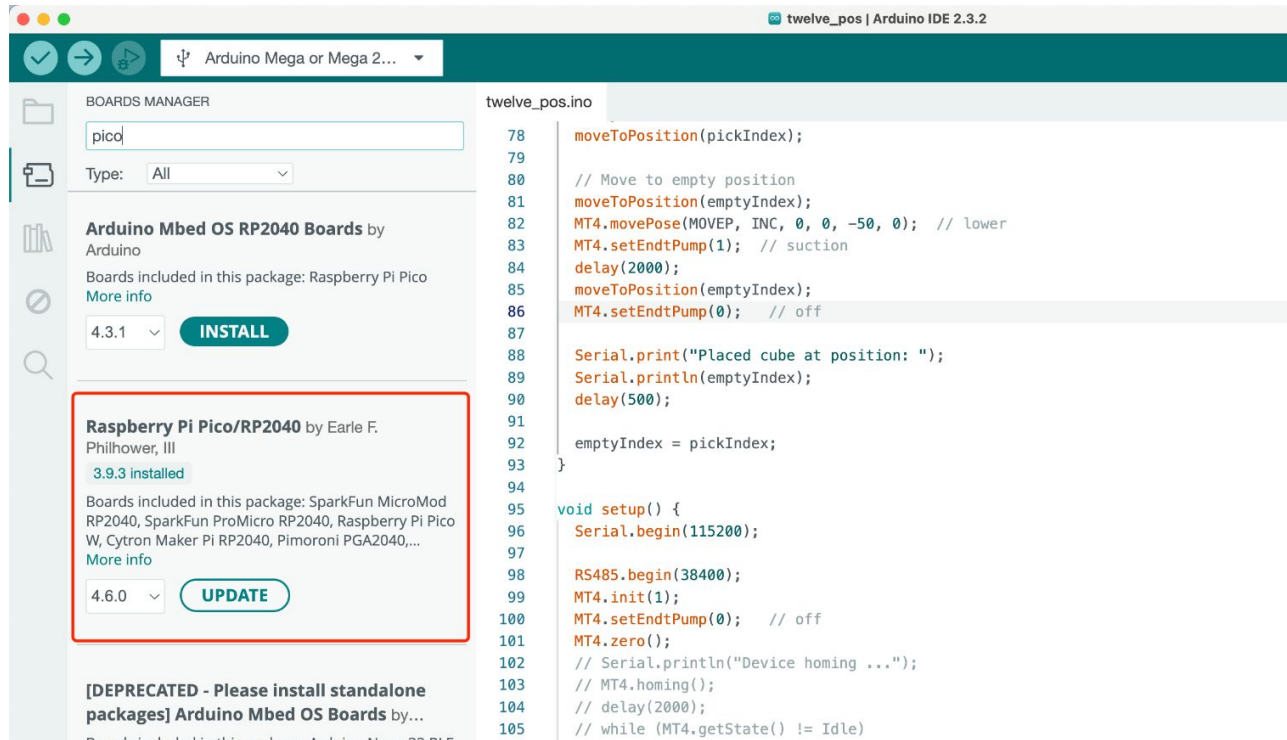 twelve_pos | Arduino IDE 2.3.2
Arduino Mega or Mega 2...
BOARDS MANAGER
pico
Type: All
Arduino Mbed OS RP2040 Boards by
Arduino
Boards included in this package: Raspberry Pi Pico
More info
4.3.1 INSTALL
Raspberry Pi Pico/RP2040 by Earle F.
Philhower, III
3.9.3 installed
Boards included in this package: SparkFun MicroMod
RP2040, SparkFun ProMicro RP2040, Raspberry Pi Pico
W, Cytron Maker Pi RP2040, Pimoroni PGA2040,...
More info
4.6.0 UPDATE
[DEPRECATED - Please install standalone
packages] Arduino Mbed OS Boards by...
twelve_pos.ino
78 moveToPosition(pickIndex);
79
80 // Move to empty position
81 moveToPosition(emptyIndex);
82 MT4.movePose(MOVEP, INC, 0, 0, -50, 0); // lower
83 MT4.setEndtPump(1); // suction
84 delay(2000);
85 moveToPosition(emptyIndex);
86 MT4.setEndtPump(0); // off
87
88 Serial.print("Placed cube at position: ");
89 Serial.println(emptyIndex);
90 delay(500);
91
92 emptyIndex = pickIndex;
93 }
94
95 void setup() {
96 Serial.begin(115200);
97
98 RS485.begin(38400);
99 MT4.init(1);
100 MT4.setEndtPump(0); // off
101 MT4.zero();
102 // Serial.println("Device homing ...");
103 // MT4.homing();
104 // delay(2000);
105 // while (MT4.getState() != Idle)